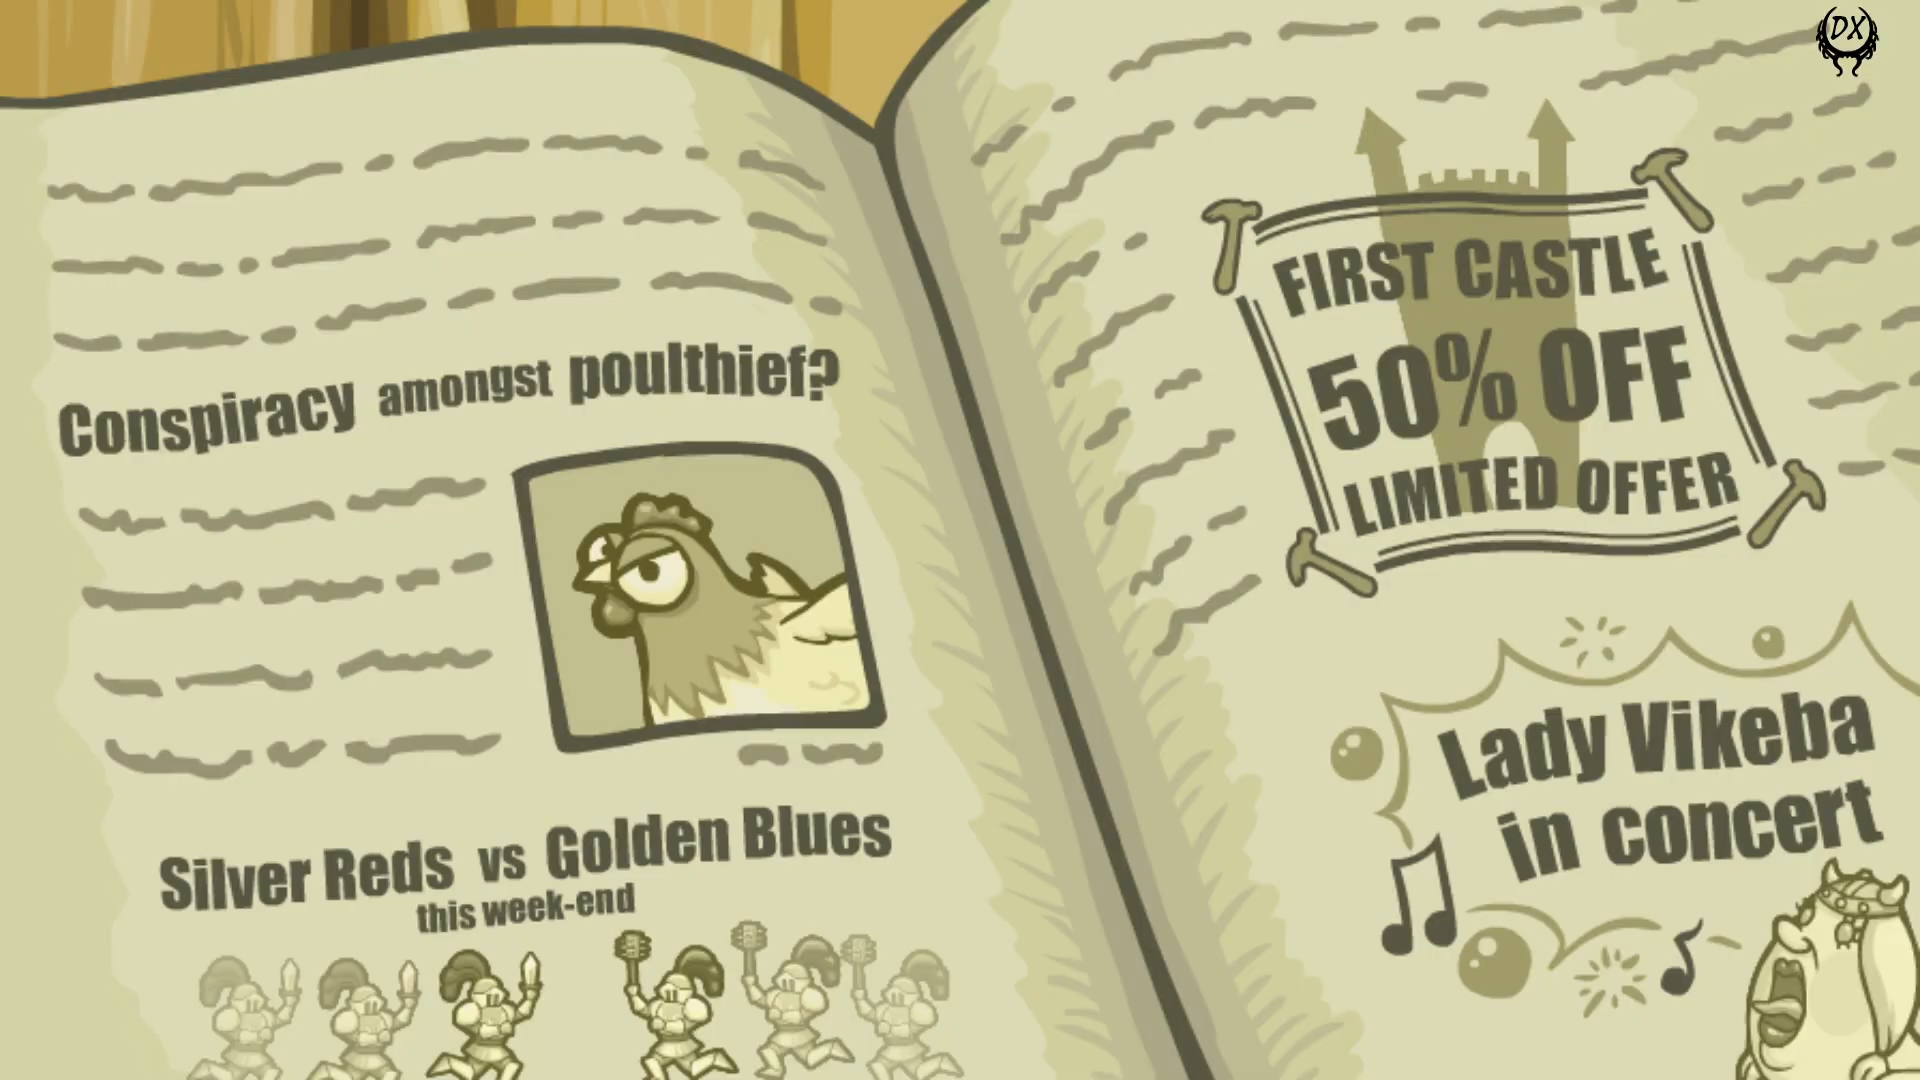 Conspiracy amongst poulthief?
Silver Reds vs Golden Blues
this week-end
FIRST CASTLE
50% OFF
LIMITED OFFER
Lady Vikeba
in concert
DX